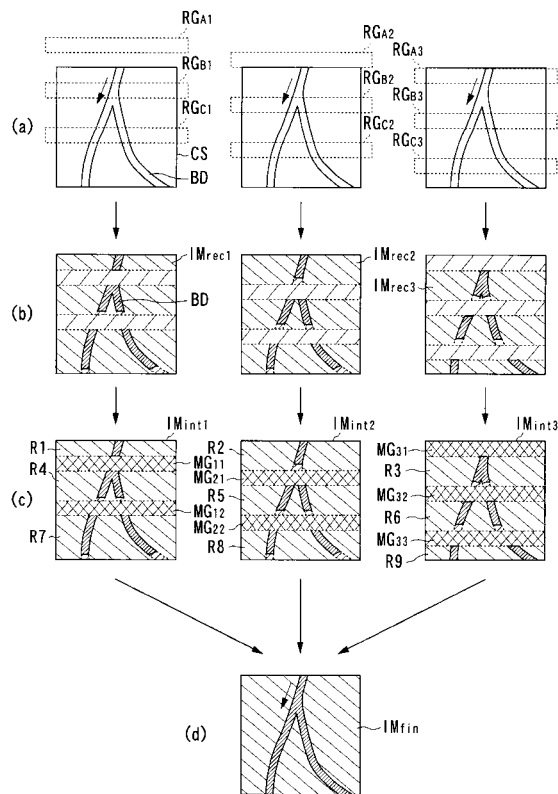 RGA1
RGB1
RGC1
CS
BD
RGA2
RGB2
RGC2
RGA3
RGB3
RGC3
(a)
IMrec1
BD
IMrec2
IMrec3
(b)
IMint1
R1
R4
R7
MG11
MG12
IMint2
R2
MG21
R5
MG22
R8
IMint3
MG31
R3
MG32
R6
MG33
R9
(c)
IMfin
(d)